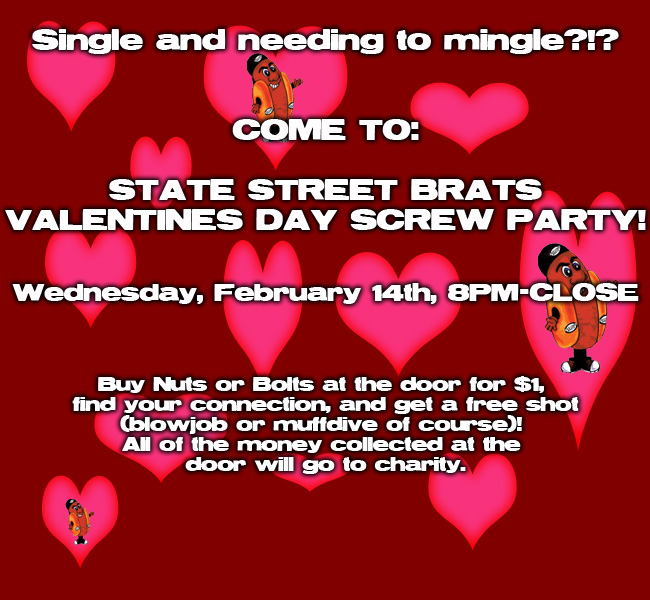 Single and needing to mingle?!?
COME TO:
STATE STREET BRATS
VALENTINES DAY SCREW PARTY!
Wednesday, February 14th, 8PM-CLOSE
Buy Nuts or Bolts at the door for $1,
find your connection, and get a free shot
(blowjob or muffdive of course)!
All of the money collected at the
door will go to charity.